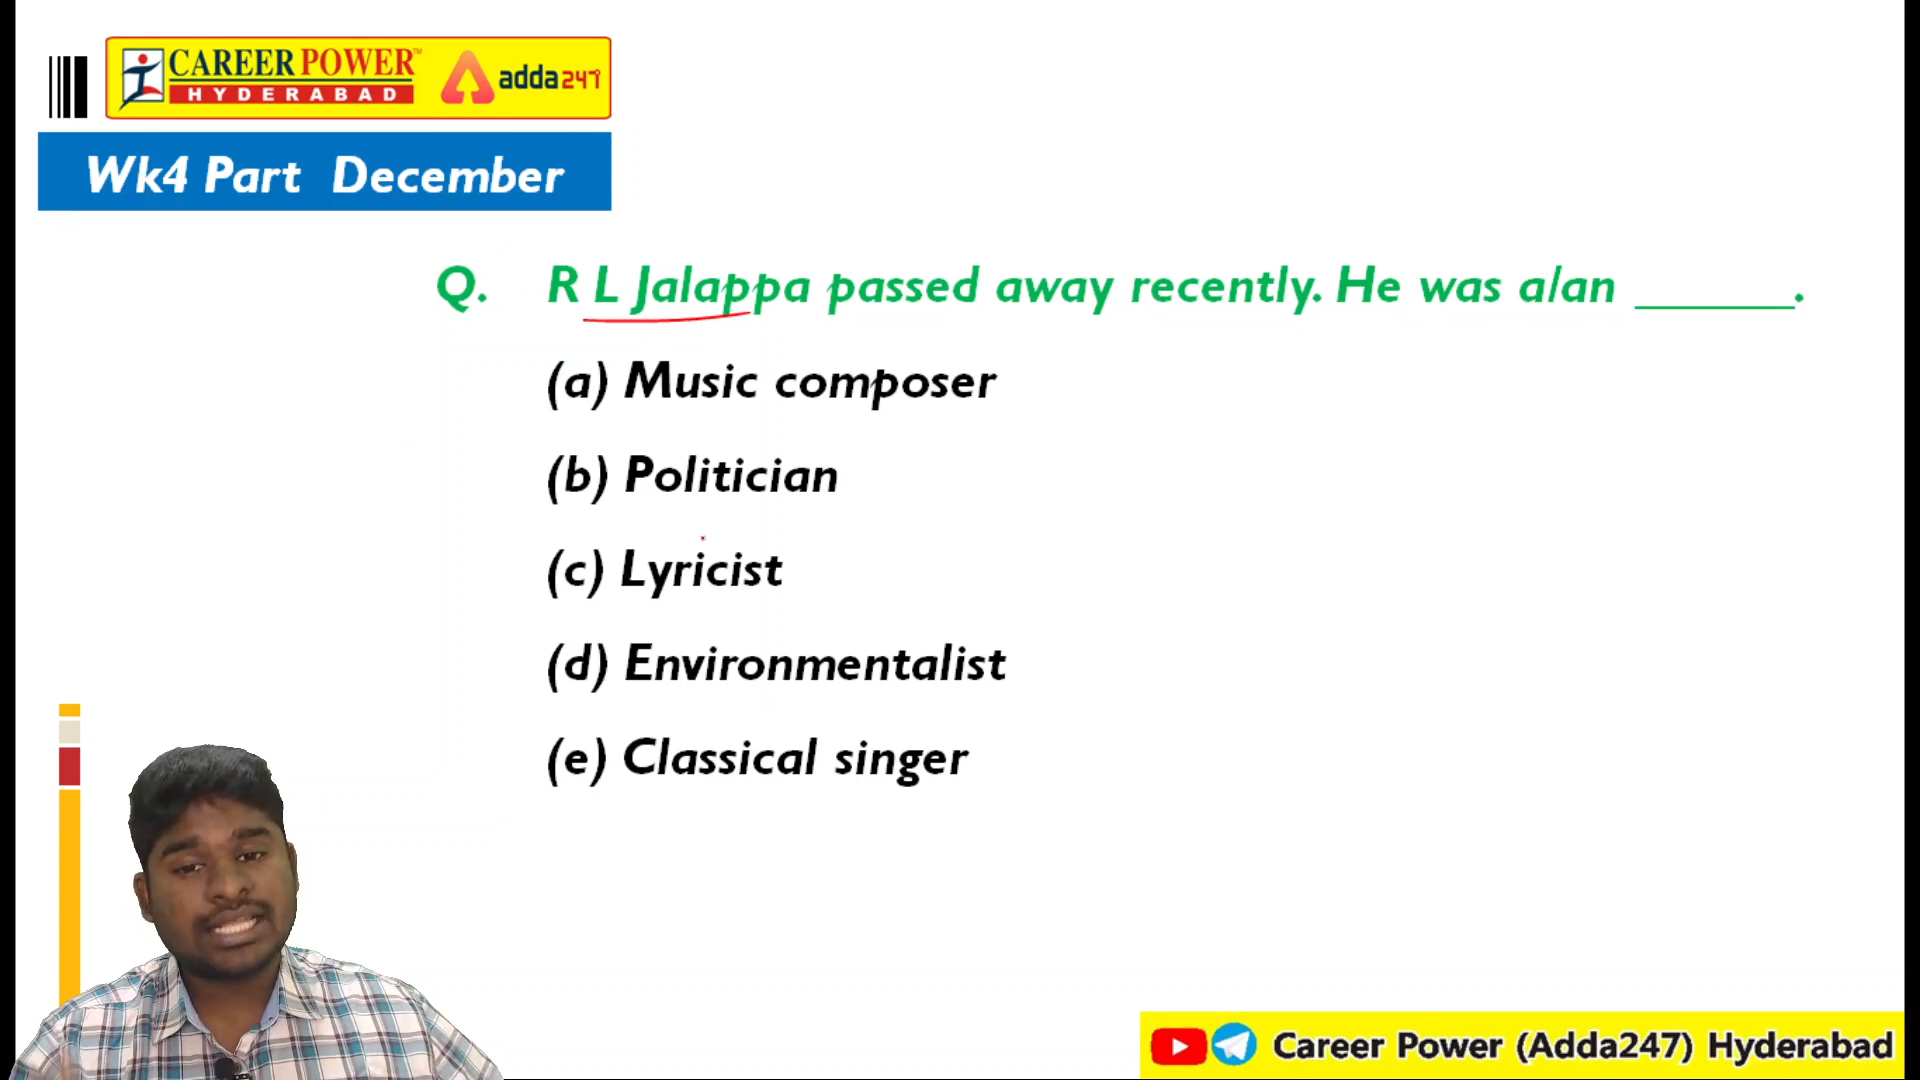 CAREER POWER™
HYDERABAD
adda247
Wk4 Part December
Q. R L Jalappa passed away recently. He was a/an ______.
(a) Music composer
(b) Politician
(c) Lyricist
(d) Environmentalist
(e) Classical singer
Career Power (Adda247) Hyderabad